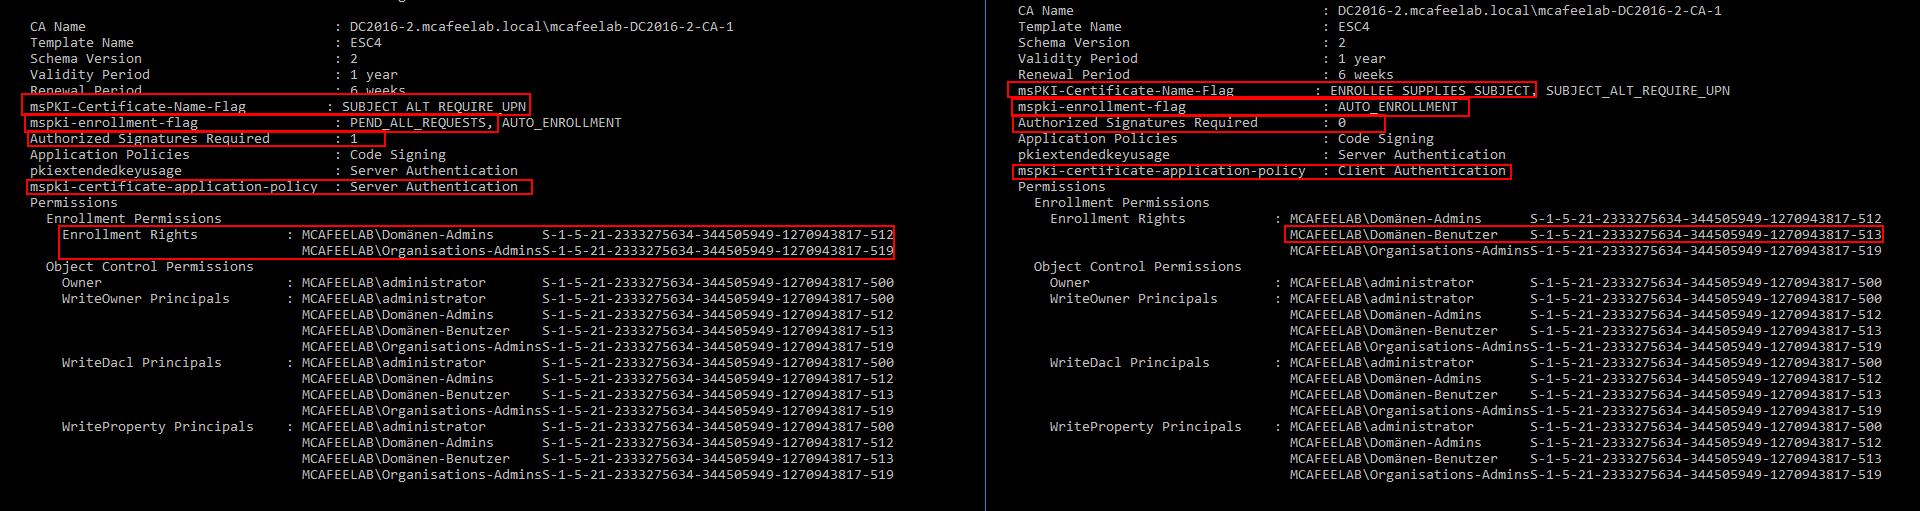 CA Name : DC2016-2.mcafeelab.local\mcafeelab-DC2016-2-CA-1
Template Name : ESC4
Schema Version : 2
Validity Period : 1 year
Renewal Period : 6 weeks
msPKI-Certificate-Name-Flag : SUBJECT_ALT_REQUIRE_UPN
mspki-enrollment-flag : PEND_ALL_REQUESTS, AUTO_ENROLLMENT
Authorized Signatures Required : 1
Application Policies : Code Signing
pkiextendedkeyusage : Server Authentication
mspki-certificate-application-policy : Server Authentication
Permissions
Enrollment Permissions
Enrollment Rights : MCAFEELAB\Domänen-Admins S-1-5-21-2333275634-344505949-1270943817-512
MCAFEELAB\Organisations-AdminsS-1-5-21-2333275634-344505949-1270943817-519
Object Control Permissions
Owner : MCAFEELAB\administrator S-1-5-21-2333275634-344505949-1270943817-500
WriteOwner Principals : MCAFEELAB\administrator S-1-5-21-2333275634-344505949-1270943817-500
MCAFEELAB\Domänen-Admins S-1-5-21-2333275634-344505949-1270943817-512
MCAFEELAB\Domänen-Benutzer S-1-5-21-2333275634-344505949-1270943817-513
MCAFEELAB\Organisations-AdminsS-1-5-21-2333275634-344505949-1270943817-519
WriteDacl Principals : MCAFEELAB\administrator S-1-5-21-2333275634-344505949-1270943817-500
MCAFEELAB\Domänen-Admins S-1-5-21-2333275634-344505949-1270943817-512
MCAFEELAB\Domänen-Benutzer S-1-5-21-2333275634-344505949-1270943817-513
MCAFEELAB\Organisations-AdminsS-1-5-21-2333275634-344505949-1270943817-519
WriteProperty Principals : MCAFEELAB\administrator S-1-5-21-2333275634-344505949-1270943817-500
MCAFEELAB\Domänen-Admins S-1-5-21-2333275634-344505949-1270943817-512
MCAFEELAB\Domänen-Benutzer S-1-5-21-2333275634-344505949-1270943817-513
MCAFEELAB\Organisations-AdminsS-1-5-21-2333275634-344505949-1270943817-519
CA Name : DC2016-2.mcafeelab.local\mcafeelab-DC2016-2-CA-1
Template Name : ESC4
Schema Version : 2
Validity Period : 1 year
Renewal Period : 6 weeks
msPKI-Certificate-Name-Flag : ENROLLEE_SUPPLIES_SUBJECT, SUBJECT_ALT_REQUIRE_UPN
mspki-enrollment-flag : AUTO_ENROLLMENT
Authorized Signatures Required : 0
Application Policies : Code Signing
pkiextendedkeyusage : Server Authentication
mspki-certificate-application-policy : Client Authentication
Permissions
Enrollment Permissions
Enrollment Rights : MCAFEELAB\Domänen-Admins S-1-5-21-2333275634-344505949-1270943817-512
MCAFEELAB\Domänen-Benutzer S-1-5-21-2333275634-344505949-1270943817-513
MCAFEELAB\Organisations-AdminsS-1-5-21-2333275634-344505949-1270943817-519
Object Control Permissions
Owner : MCAFEELAB\administrator S-1-5-21-2333275634-344505949-1270943817-500
WriteOwner Principals : MCAFEELAB\administrator S-1-5-21-2333275634-344505949-1270943817-500
MCAFEELAB\Domänen-Admins S-1-5-21-2333275634-344505949-1270943817-512
MCAFEELAB\Domänen-Benutzer S-1-5-21-2333275634-344505949-1270943817-513
MCAFEELAB\Organisations-AdminsS-1-5-21-2333275634-344505949-1270943817-519
WriteDacl Principals : MCAFEELAB\administrator S-1-5-21-2333275634-344505949-1270943817-500
MCAFEELAB\Domänen-Admins S-1-5-21-2333275634-344505949-1270943817-512
MCAFEELAB\Domänen-Benutzer S-1-5-21-2333275634-344505949-1270943817-513
MCAFEELAB\Organisations-AdminsS-1-5-21-2333275634-344505949-1270943817-519
WriteProperty Principals : MCAFEELAB\administrator S-1-5-21-2333275634-344505949-1270943817-500
MCAFEELAB\Domänen-Admins S-1-5-21-2333275634-344505949-1270943817-512
MCAFEELAB\Domänen-Benutzer S-1-5-21-2333275634-344505949-1270943817-513
MCAFEELAB\Organisations-AdminsS-1-5-21-2333275634-344505949-1270943817-519